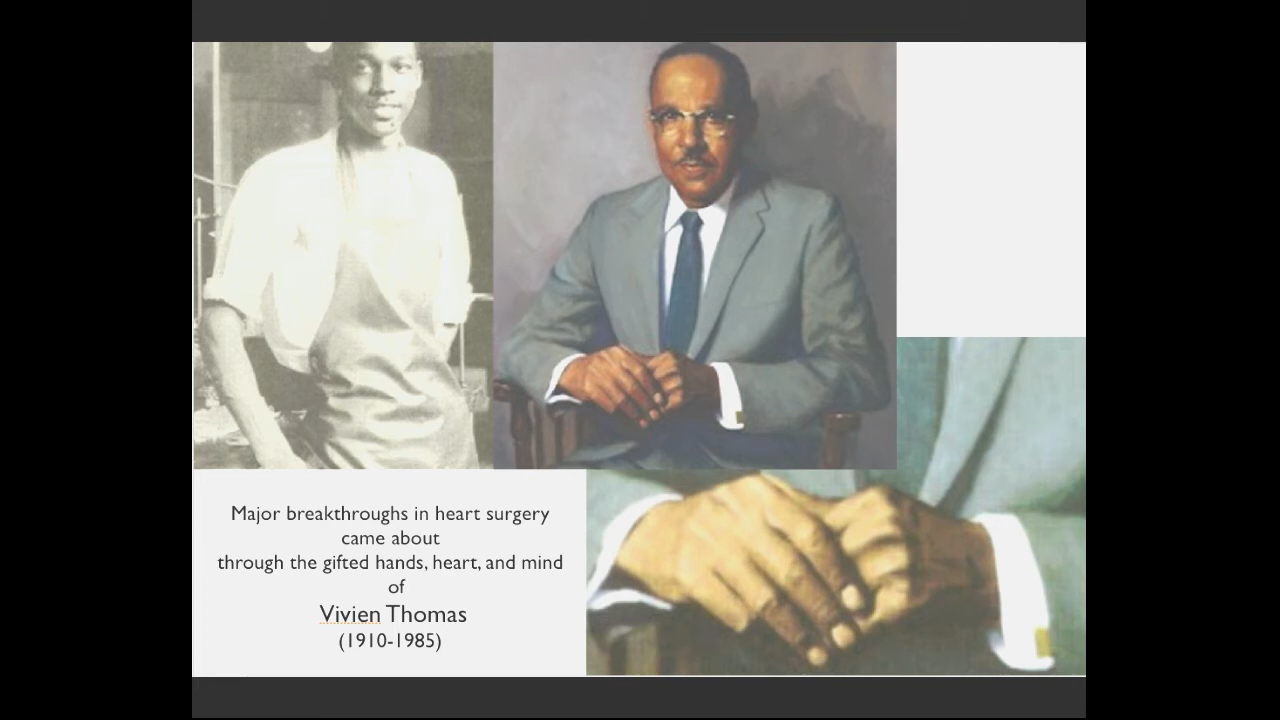 Major breakthroughs in heart surgery
came about
through the gifted hands, heart, and mind
of
Vivien Thomas
(1910-1985)